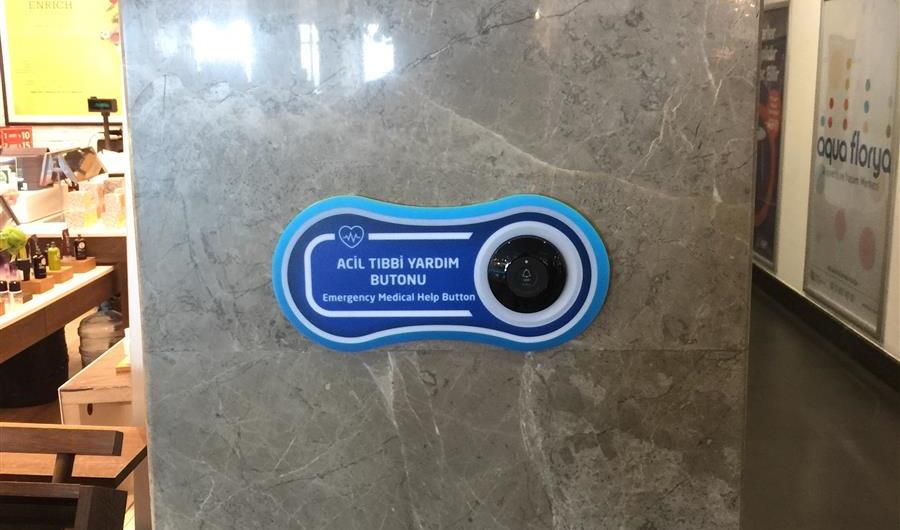 ENRICH
ACİL TIBBİ YARDIM
BUTONU
Emergency Medical Help Button
aqua florya